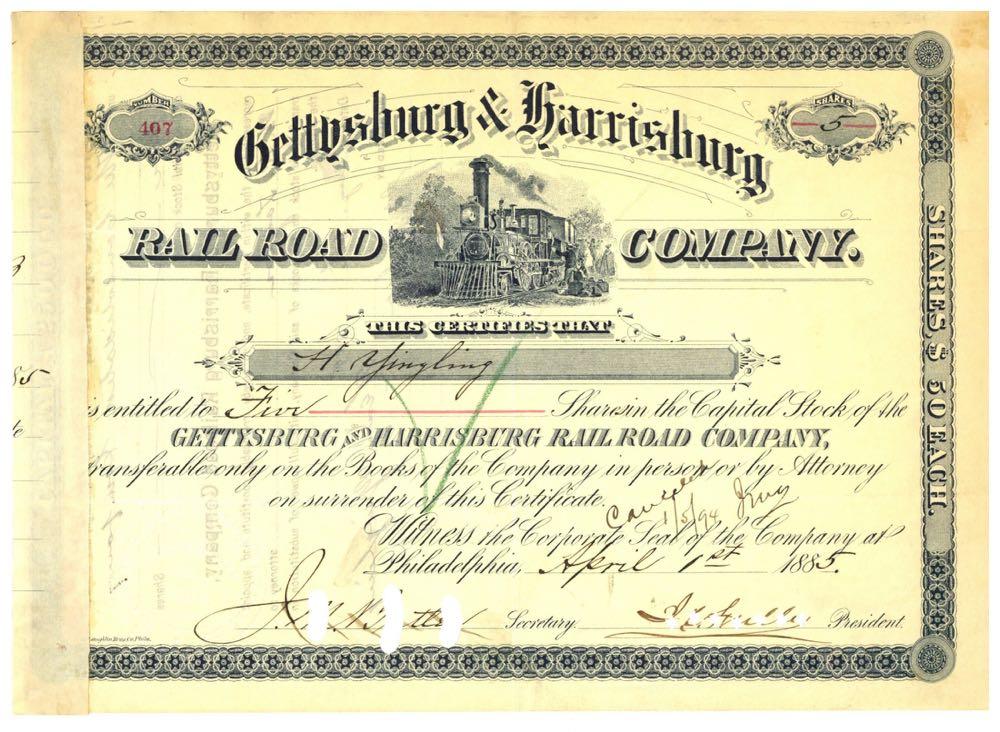 NUMBER
407
SHARES
5
Gettysburg & Harrisburg
RAIL ROAD COMPANY.
THIS CERTIFIES THAT
H Yingling
is entitled to Five Shares in the Capital Stock of the
GETTYSBURG AND HARRISBURG RAIL ROAD COMPANY,
transferable only on the Books of the Company in person or by Attorney
on surrender of this Certificate.
1/5/94
Witness the Corporate Seal of the Company at
Philadelphia, April 1st 1885.
Secretary.
President.
SHARES $ 50 EACH.